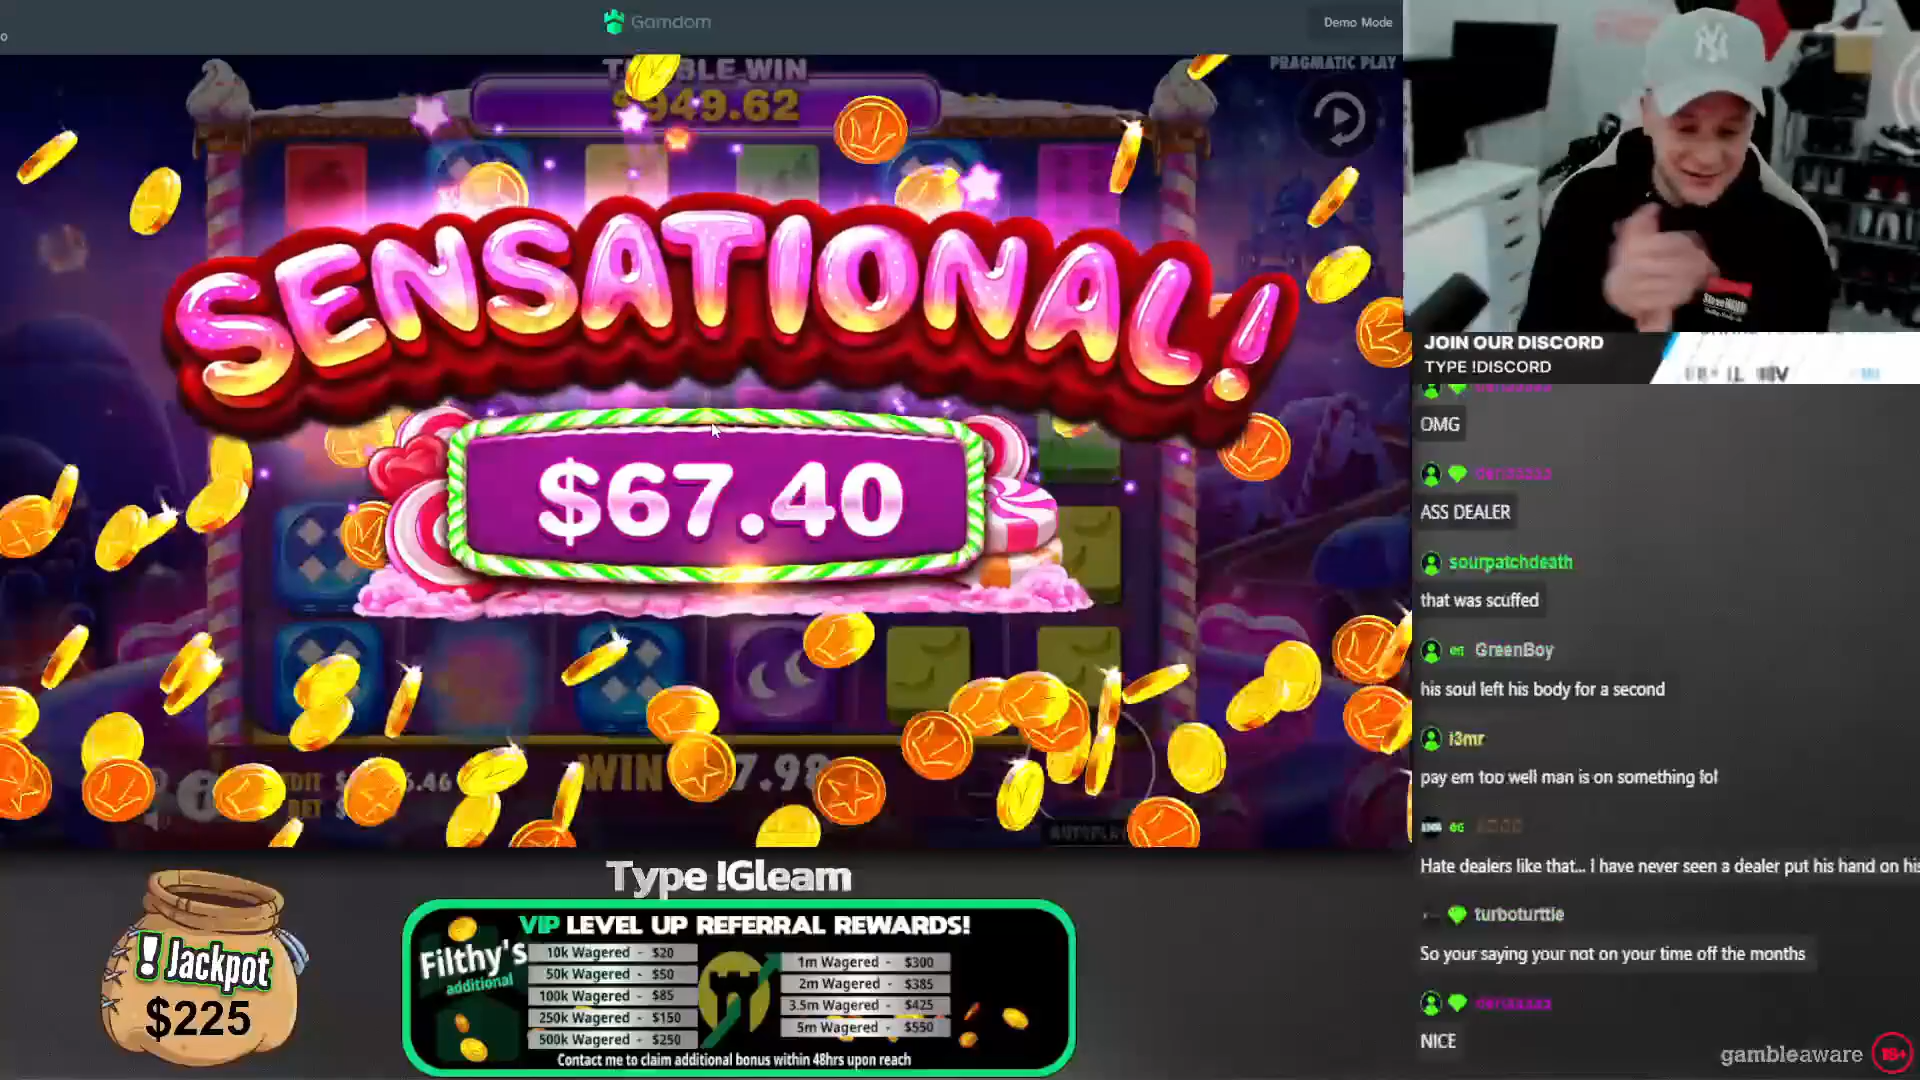 Gamdom
Demo Mode
PRAGMATIC PLAY
TUMBLE WIN
$949.62
SENSATIONAL!
$67.40
WIN
JOIN OUR DISCORD
TYPE !DISCORD
OMG
ASS DEALER
sourpatchdeath
that was scuffed
GreenBoy
his soul left his body for a second
i3mr
pay em too well man is on something lol
Hate dealers like that... I have never seen a dealer put his hand on his
turboturttle
So your saying your not on your time off the months
NICE
gambleaware 18+
Type !Gleam
! Jackpot
$225
VIP LEVEL UP REFERRAL REWARDS!
Filthy's
additional
10k Wagered - $20
50k Wagered - $50
100k Wagered - $85
250k Wagered - $150
500k Wagered - $250
1m Wagered - $300
2m Wagered - $385
3.5m Wagered - $425
5m Wagered - $550
Contact me to claim additional bonus within 48hrs upon reach